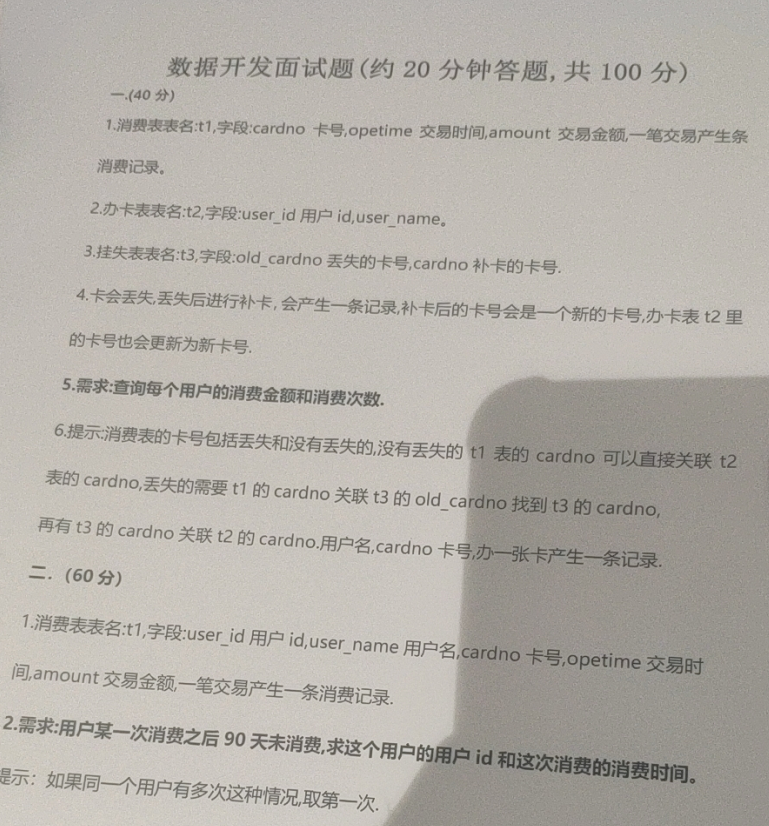 数据开发面试题(约 20 分钟答题,共 100 分)
一.(40 分)
1.消费表表名:t1,字段:cardno 卡号,opetime 交易时间,amount 交易金额,一笔交易产生条
消费记录。
2.办卡表表名:t2,字段:user_id 用户 id,user_name。
3.挂失表表名:t3,字段:old_cardno 丢失的卡号,cardno 补卡的卡号.
4.卡会丢失,丢失后进行补卡, 会产生一条记录,补卡后的卡号会是一个新的卡号,办卡表 t2 里
的卡号也会更新为新卡号.
5.需求:查询每个用户的消费金额和消费次数.
6.提示:消费表的卡号包括丢失和没有丢失的,没有丢失的 t1 表的 cardno 可以直接关联 t2
表的 cardno,丢失的需要 t1 的 cardno 关联 t3 的 old_cardno 找到 t3 的 cardno,
再有 t3 的 cardno 关联 t2 的 cardno.用户名,cardno 卡号,办一张卡产生一条记录.
二.（60 分）
1.消费表表名:t1,字段:user_id 用户 id,user_name 用户名,cardno 卡号,opetime 交易时
间,amount 交易金额,一笔交易产生一条消费记录.
2.需求:用户某一次消费之后 90 天未消费,求这个用户的用户 id 和这次消费的消费时间。
提示：如果同一个用户有多次这种情况,取第一次.